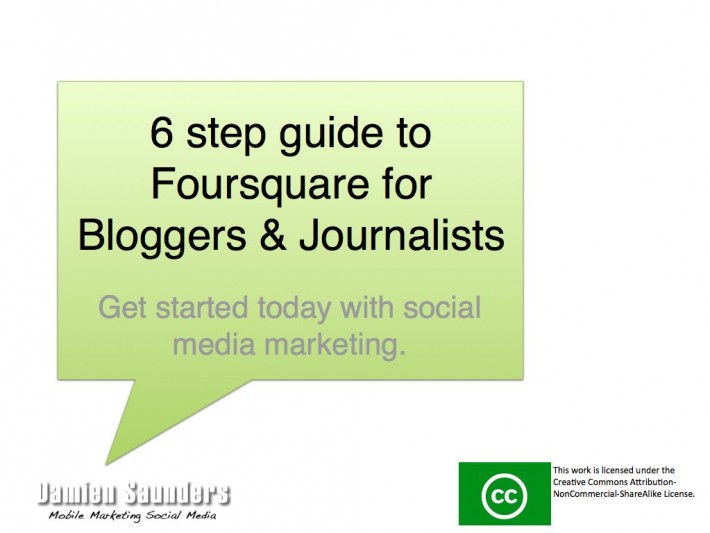 6 step guide to
Foursquare for
Bloggers & Journalists
Get started today with social
media marketing.
Damien Saunders
Mobile Marketing Social Media
cc
This work is licensed under the
Creative Commons Attribution-
NonCommercial-ShareAlike License.